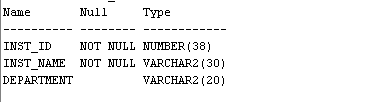 Name Null Type
---------- -------- ------------
INST_ID NOT NULL NUMBER(38)
INST_NAME NOT NULL VARCHAR2(30)
DEPARTMENT VARCHAR2(20)